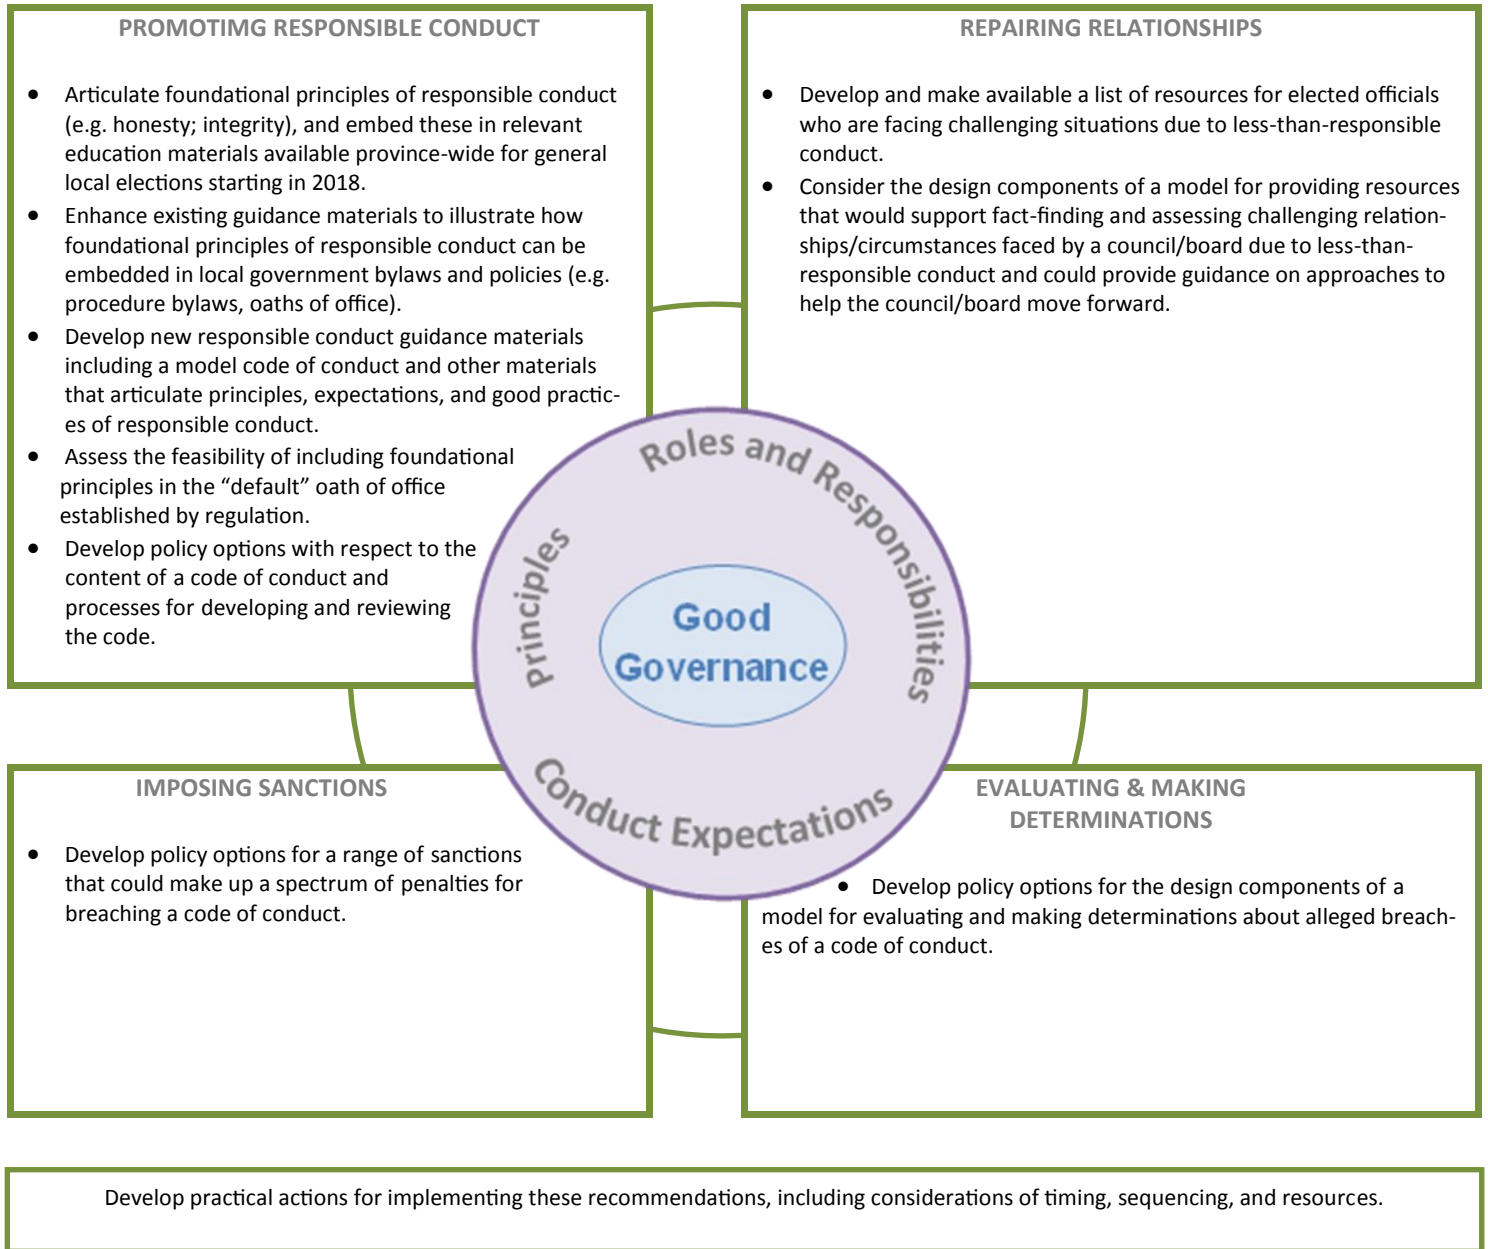 PROMOTIMG RESPONSIBLE CONDUCT
• Articulate foundational principles of responsible conduct
(e.g. honesty; integrity), and embed these in relevant
education materials available province-wide for general
local elections starting in 2018.
• Enhance existing guidance materials to illustrate how
foundational principles of responsible conduct can be
embedded in local government bylaws and policies (e.g.
procedure bylaws, oaths of office).
• Develop new responsible conduct guidance materials
including a model code of conduct and other materials
that articulate principles, expectations, and good practic-
es of responsible conduct.
• Assess the feasibility of including foundational
principles in the “default” oath of office
established by regulation.
• Develop policy options with respect to the
content of a code of conduct and
processes for developing and reviewing
the code.
REPAIRING RELATIONSHIPS
• Develop and make available a list of resources for elected officials
who are facing challenging situations due to less-than-responsible
conduct.
• Consider the design components of a model for providing resources
that would support fact-finding and assessing challenging relation-
ships/circumstances faced by a council/board due to less-than-
responsible conduct and could provide guidance on approaches to
help the council/board move forward.
Roles and Responsibilities
Principles
Good
Governance
Conduct Expectations
IMPOSING SANCTIONS
• Develop policy options for a range of sanctions
that could make up a spectrum of penalties for
breaching a code of conduct.
EVALUATING & MAKING
DETERMINATIONS
• Develop policy options for the design components of a
model for evaluating and making determinations about alleged breach-
es of a code of conduct.
Develop practical actions for implementing these recommendations, including considerations of timing, sequencing, and resources.